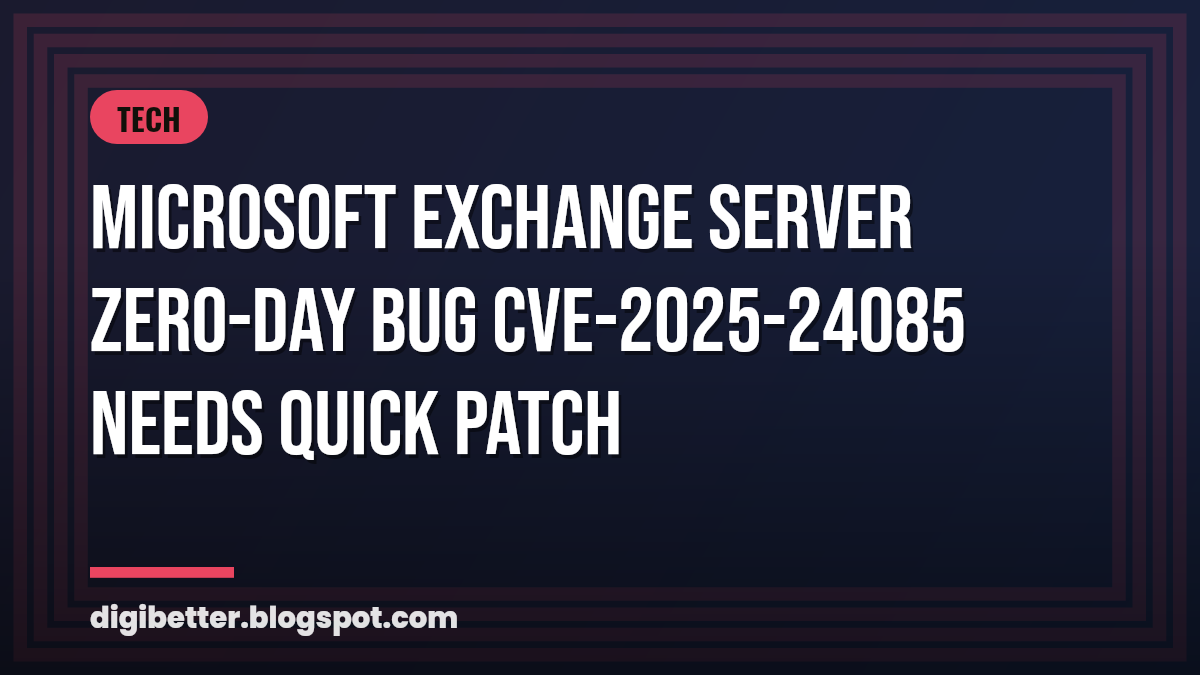 TECH
MICROSOFT EXCHANGE SERVER
ZERO-DAY BUG CVE-2025-24085
NEEDS QUICK PATCH
digibetter.blogspot.com